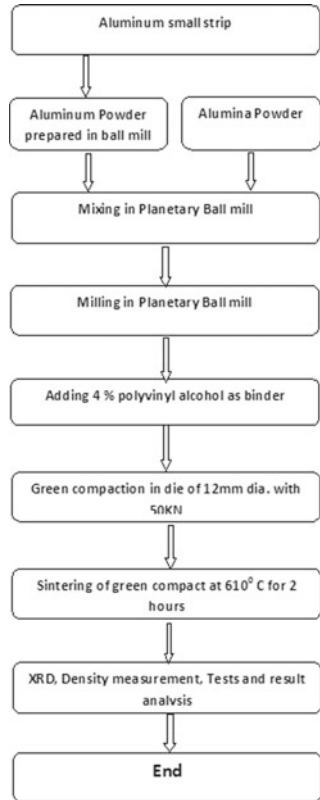 Aluminum small strip
Aluminum Powder
prepared in ball mill
Alumina Powder
Mixing in Planetary Ball mill
Milling in Planetary Ball mill
Adding 4 % polyvinyl alcohol as binder
Green compaction in die of 12mm dia. with
50KN
Sintering of green compact at 610⁰ C for 2
hours
XRD, Density measurement, Tests and result
analysis
End